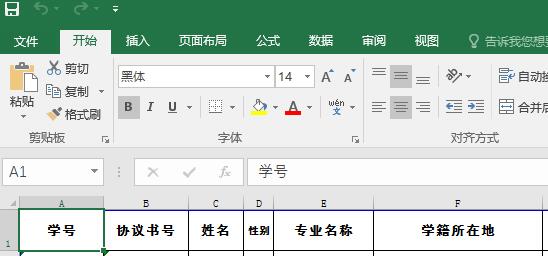 文件 开始 插入 页面布局 公式 数据 审阅 视图 告诉我您想要
剪切
粘贴 复制
格式刷
黑体 14 A A
B I U A wén 文
自动换
合并后
剪贴板 字体 对齐方式
A1 fx 学号
A B C D E F
1 学号 协议书号 姓名 性别 专业名称 学籍所在地